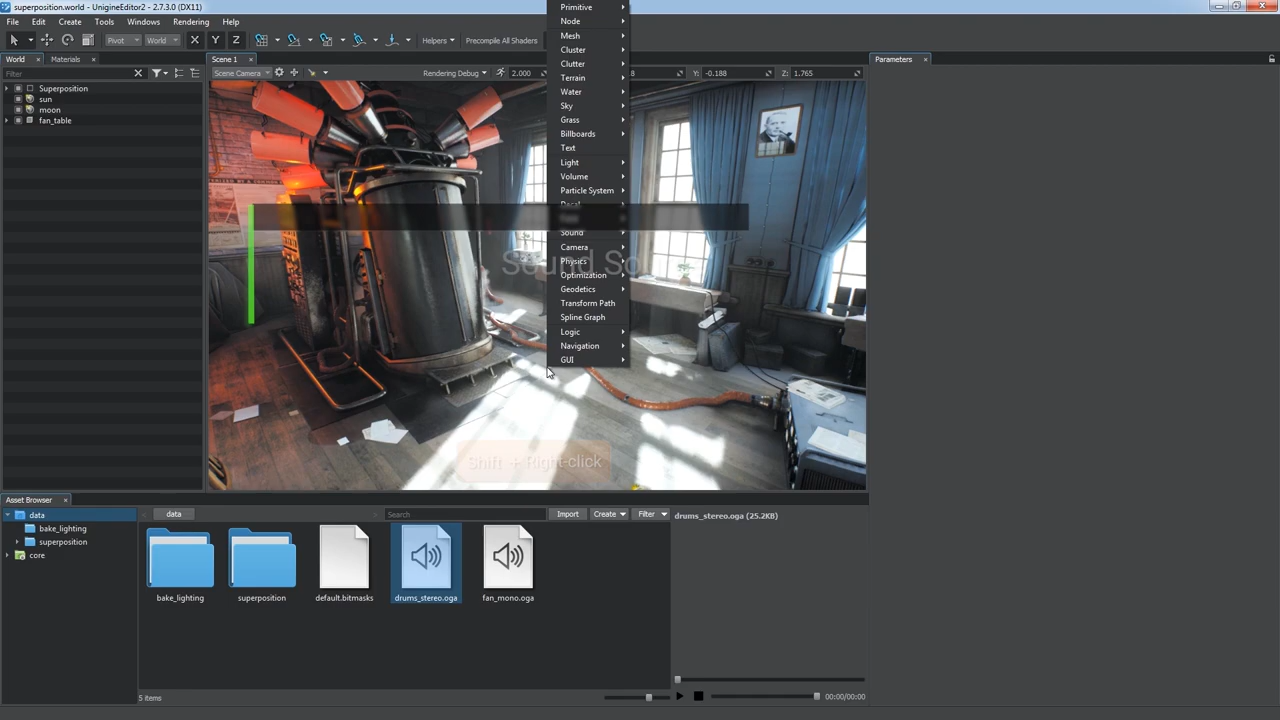 superposition.world - UnigineEditor2 - 2.7.3.0 (DX11)
File Edit Create Tools Windows Rendering Help
Pivot World Helpers Precompile All Shaders
World Materials Scene 1 Parameters
Filter Scene Camera Rendering Debug 2.000 8 Y: -0.188 Z: 1.765
Superposition
sun
moon
fan_table
Primitive
Node
Mesh
Cluster
Clutter
Terrain
Water
Sky
Grass
Billboards
Text
Light
Volume
Particle System
Decal
Sound
Camera
Physics
Optimization
Geodetics
Transform Path
Spline Graph
Logic
Navigation
GUI
Sound So
Shift + Right-click
Asset Browser
data
bake_lighting
superposition
core
data Search Import Create Filter
bake_lighting superposition default.bitmasks drums_stereo.oga fan_mono.oga
5 items
drums_stereo.oga (25.2KB)
00:00/00:00